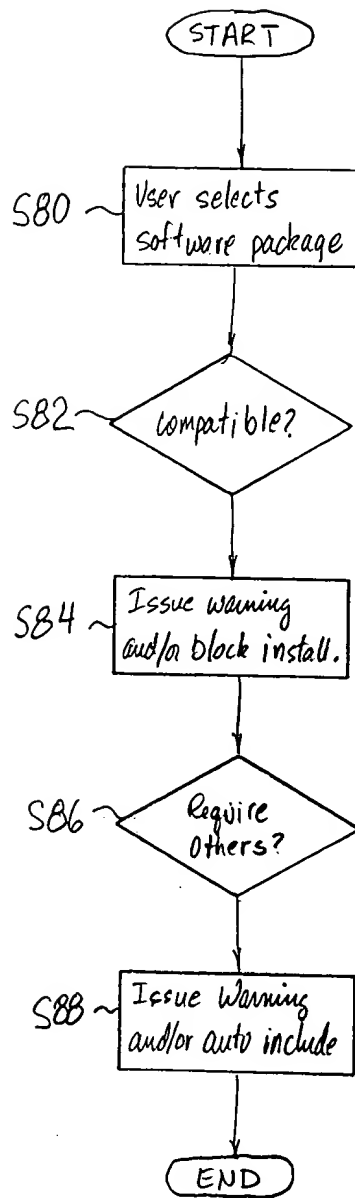 START
S80
User selects
software package
S82
Compatible?
S84
Issue warning
and/or block install.
S86
Require
Others?
S88
Issue Warning
and/or auto include
END